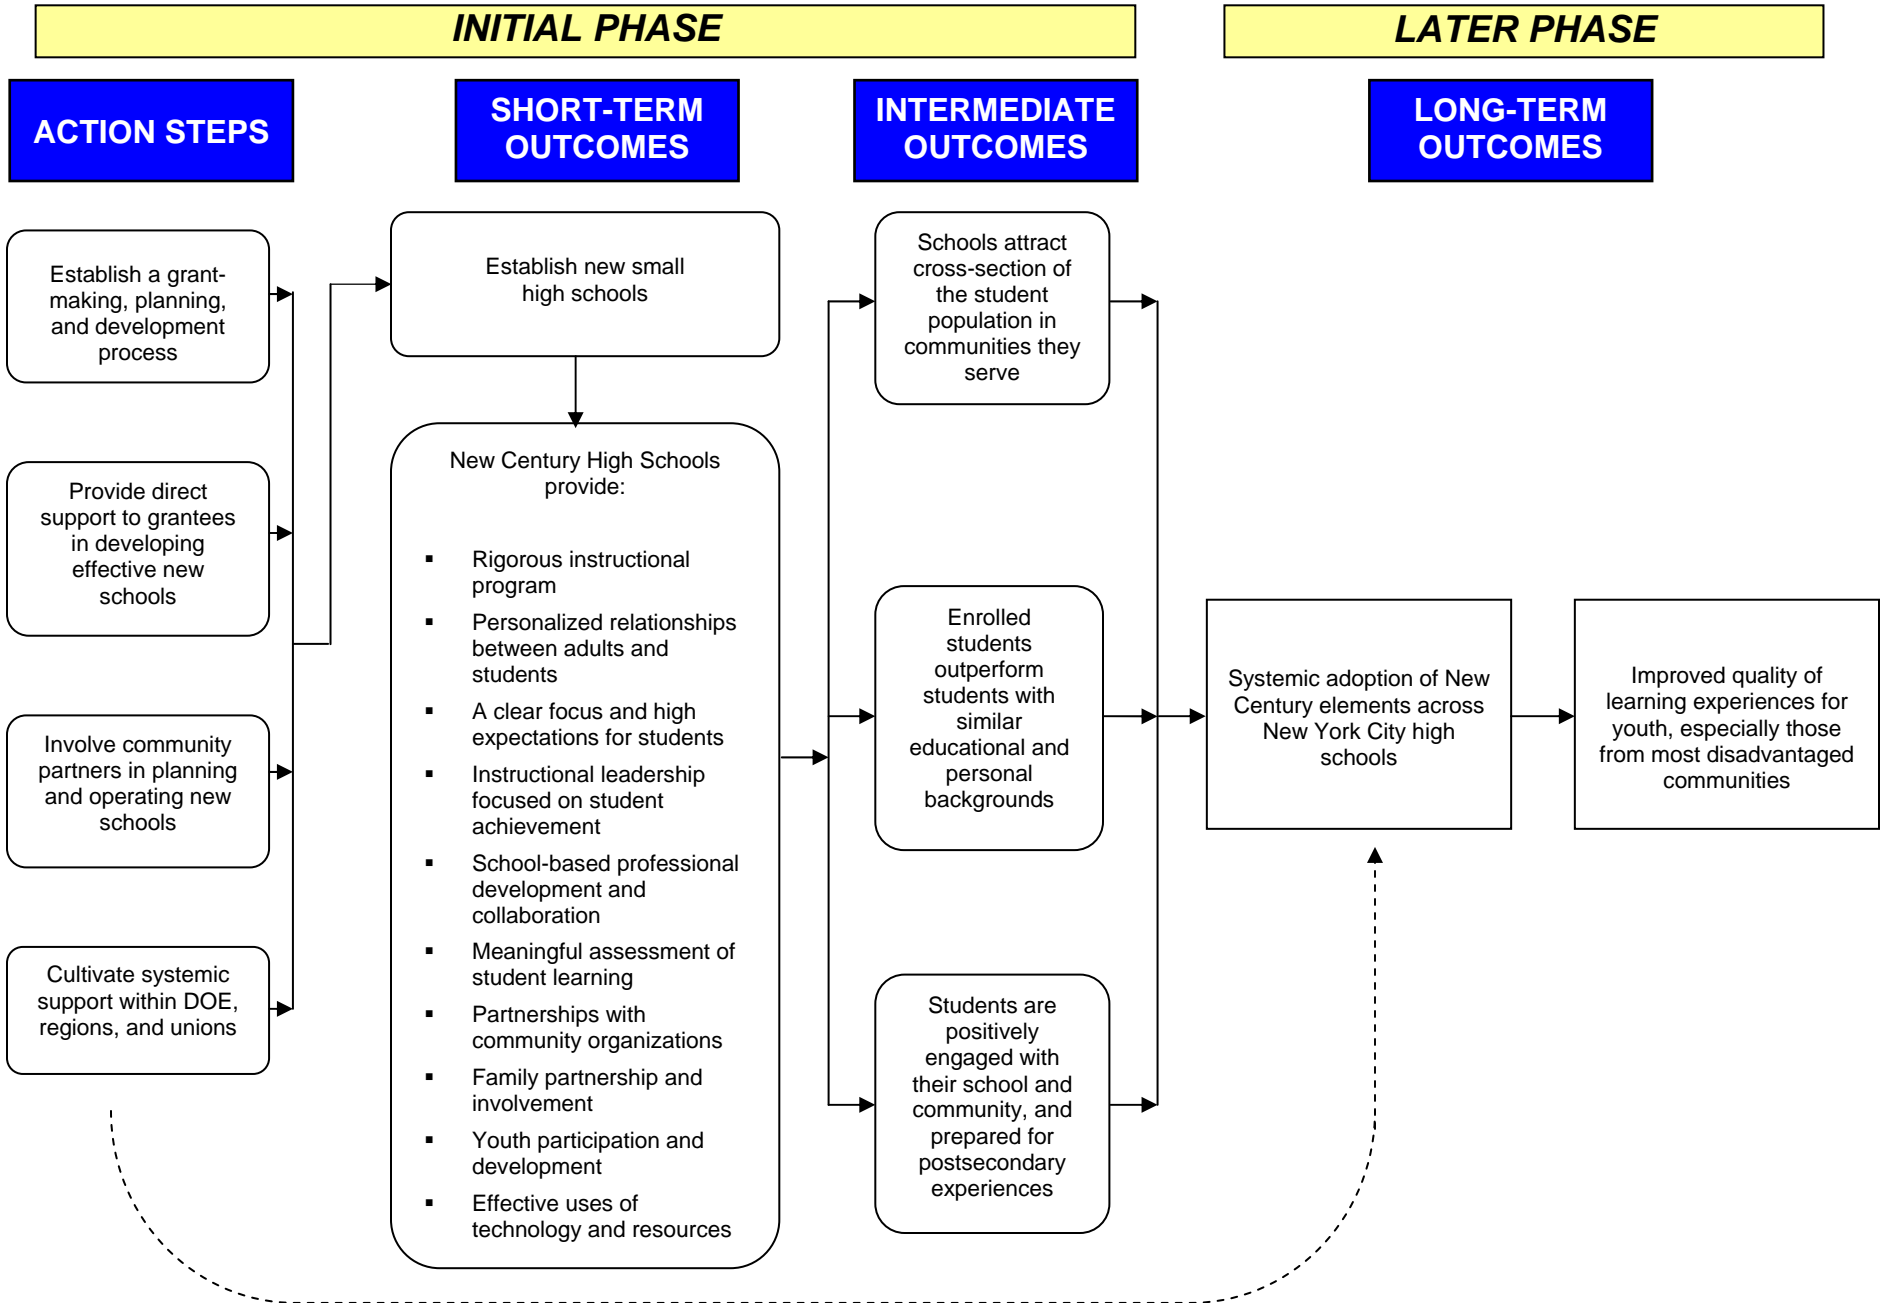 INITIAL PHASE
LATER PHASE
ACTION STEPS
SHORT-TERM
OUTCOMES
INTERMEDIATE
OUTCOMES
LONG-TERM
OUTCOMES
Establish a grant-
making, planning,
and development
process
Provide direct
support to grantees
in developing
effective new
schools
Involve community
partners in planning
and operating new
schools
Cultivate systemic
support within DOE,
regions, and unions
Establish new small
high schools
New Century High Schools
provide:
▪ Rigorous instructional
program
▪ Personalized relationships
between adults and
students
▪ A clear focus and high
expectations for students
▪ Instructional leadership
focused on student
achievement
▪ School-based professional
development and
collaboration
▪ Meaningful assessment of
student learning
▪ Partnerships with
community organizations
▪ Family partnership and
involvement
▪ Youth participation and
development
▪ Effective uses of
technology and resources
Schools attract
cross-section of
the student
population in
communities they
serve
Enrolled
students
outperform
students with
similar
educational and
personal
backgrounds
Students are
positively
engaged with
their school and
community, and
prepared for
postsecondary
experiences
Systemic adoption of New
Century elements across
New York City high
schools
Improved quality of
learning experiences for
youth, especially those
from most disadvantaged
communities